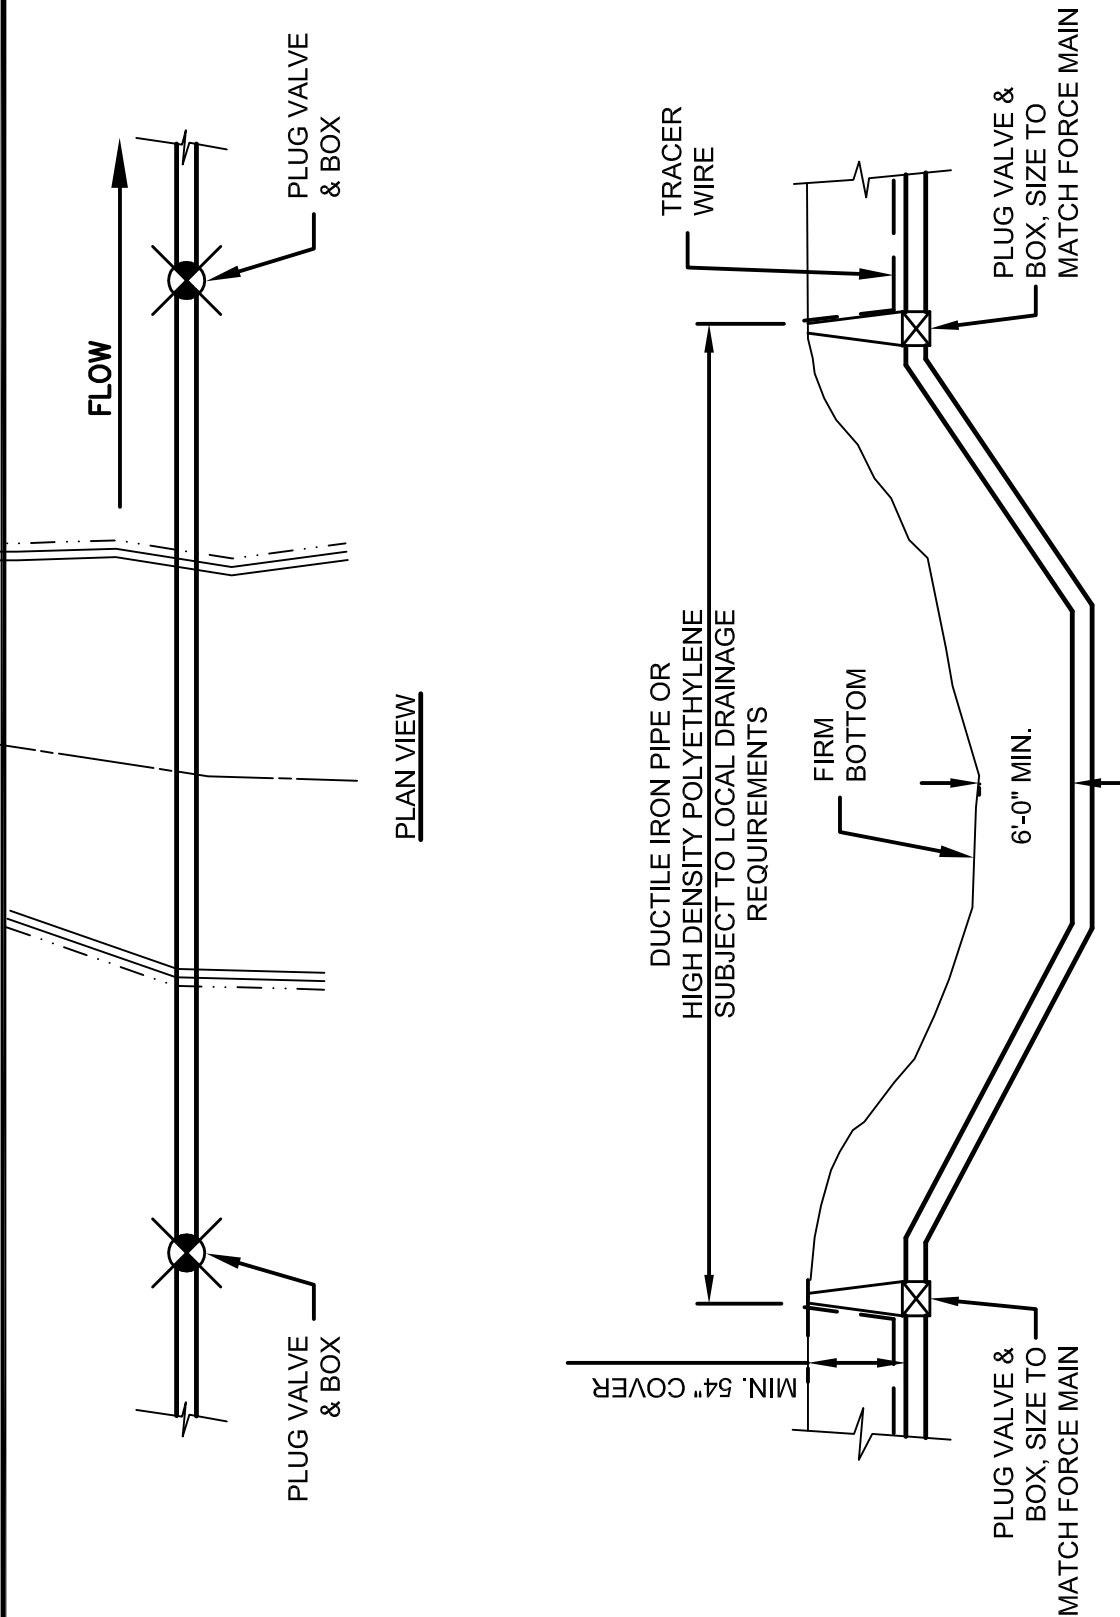 FLOW
PLUG VALVE
& BOX
PLUG VALVE
& BOX
PLAN VIEW
DUCTILE IRON PIPE OR
HIGH DENSITY POLYETHYLENE
SUBJECT TO LOCAL DRAINAGE
REQUIREMENTS
TRACER
WIRE
MIN. 54" COVER
FIRM
BOTTOM
6'-0" MIN.
PLUG VALVE &
BOX, SIZE TO
MATCH FORCE MAIN
PLUG VALVE &
BOX, SIZE TO
MATCH FORCE MAIN